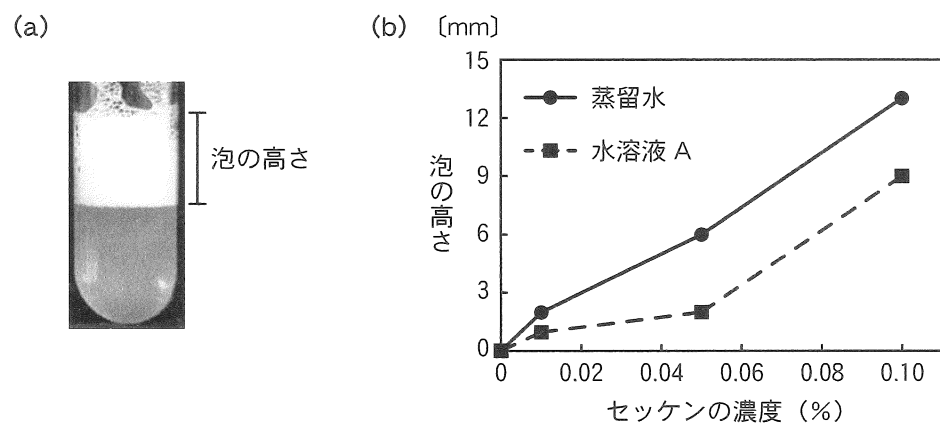 (a)
泡の高さ
(b) 〔mm〕
15
12
9
6
3
0
泡の高さ
蒸留水
水溶液 A
0 0.02 0.04 0.06 0.08 0.10
セッケンの濃度（%）